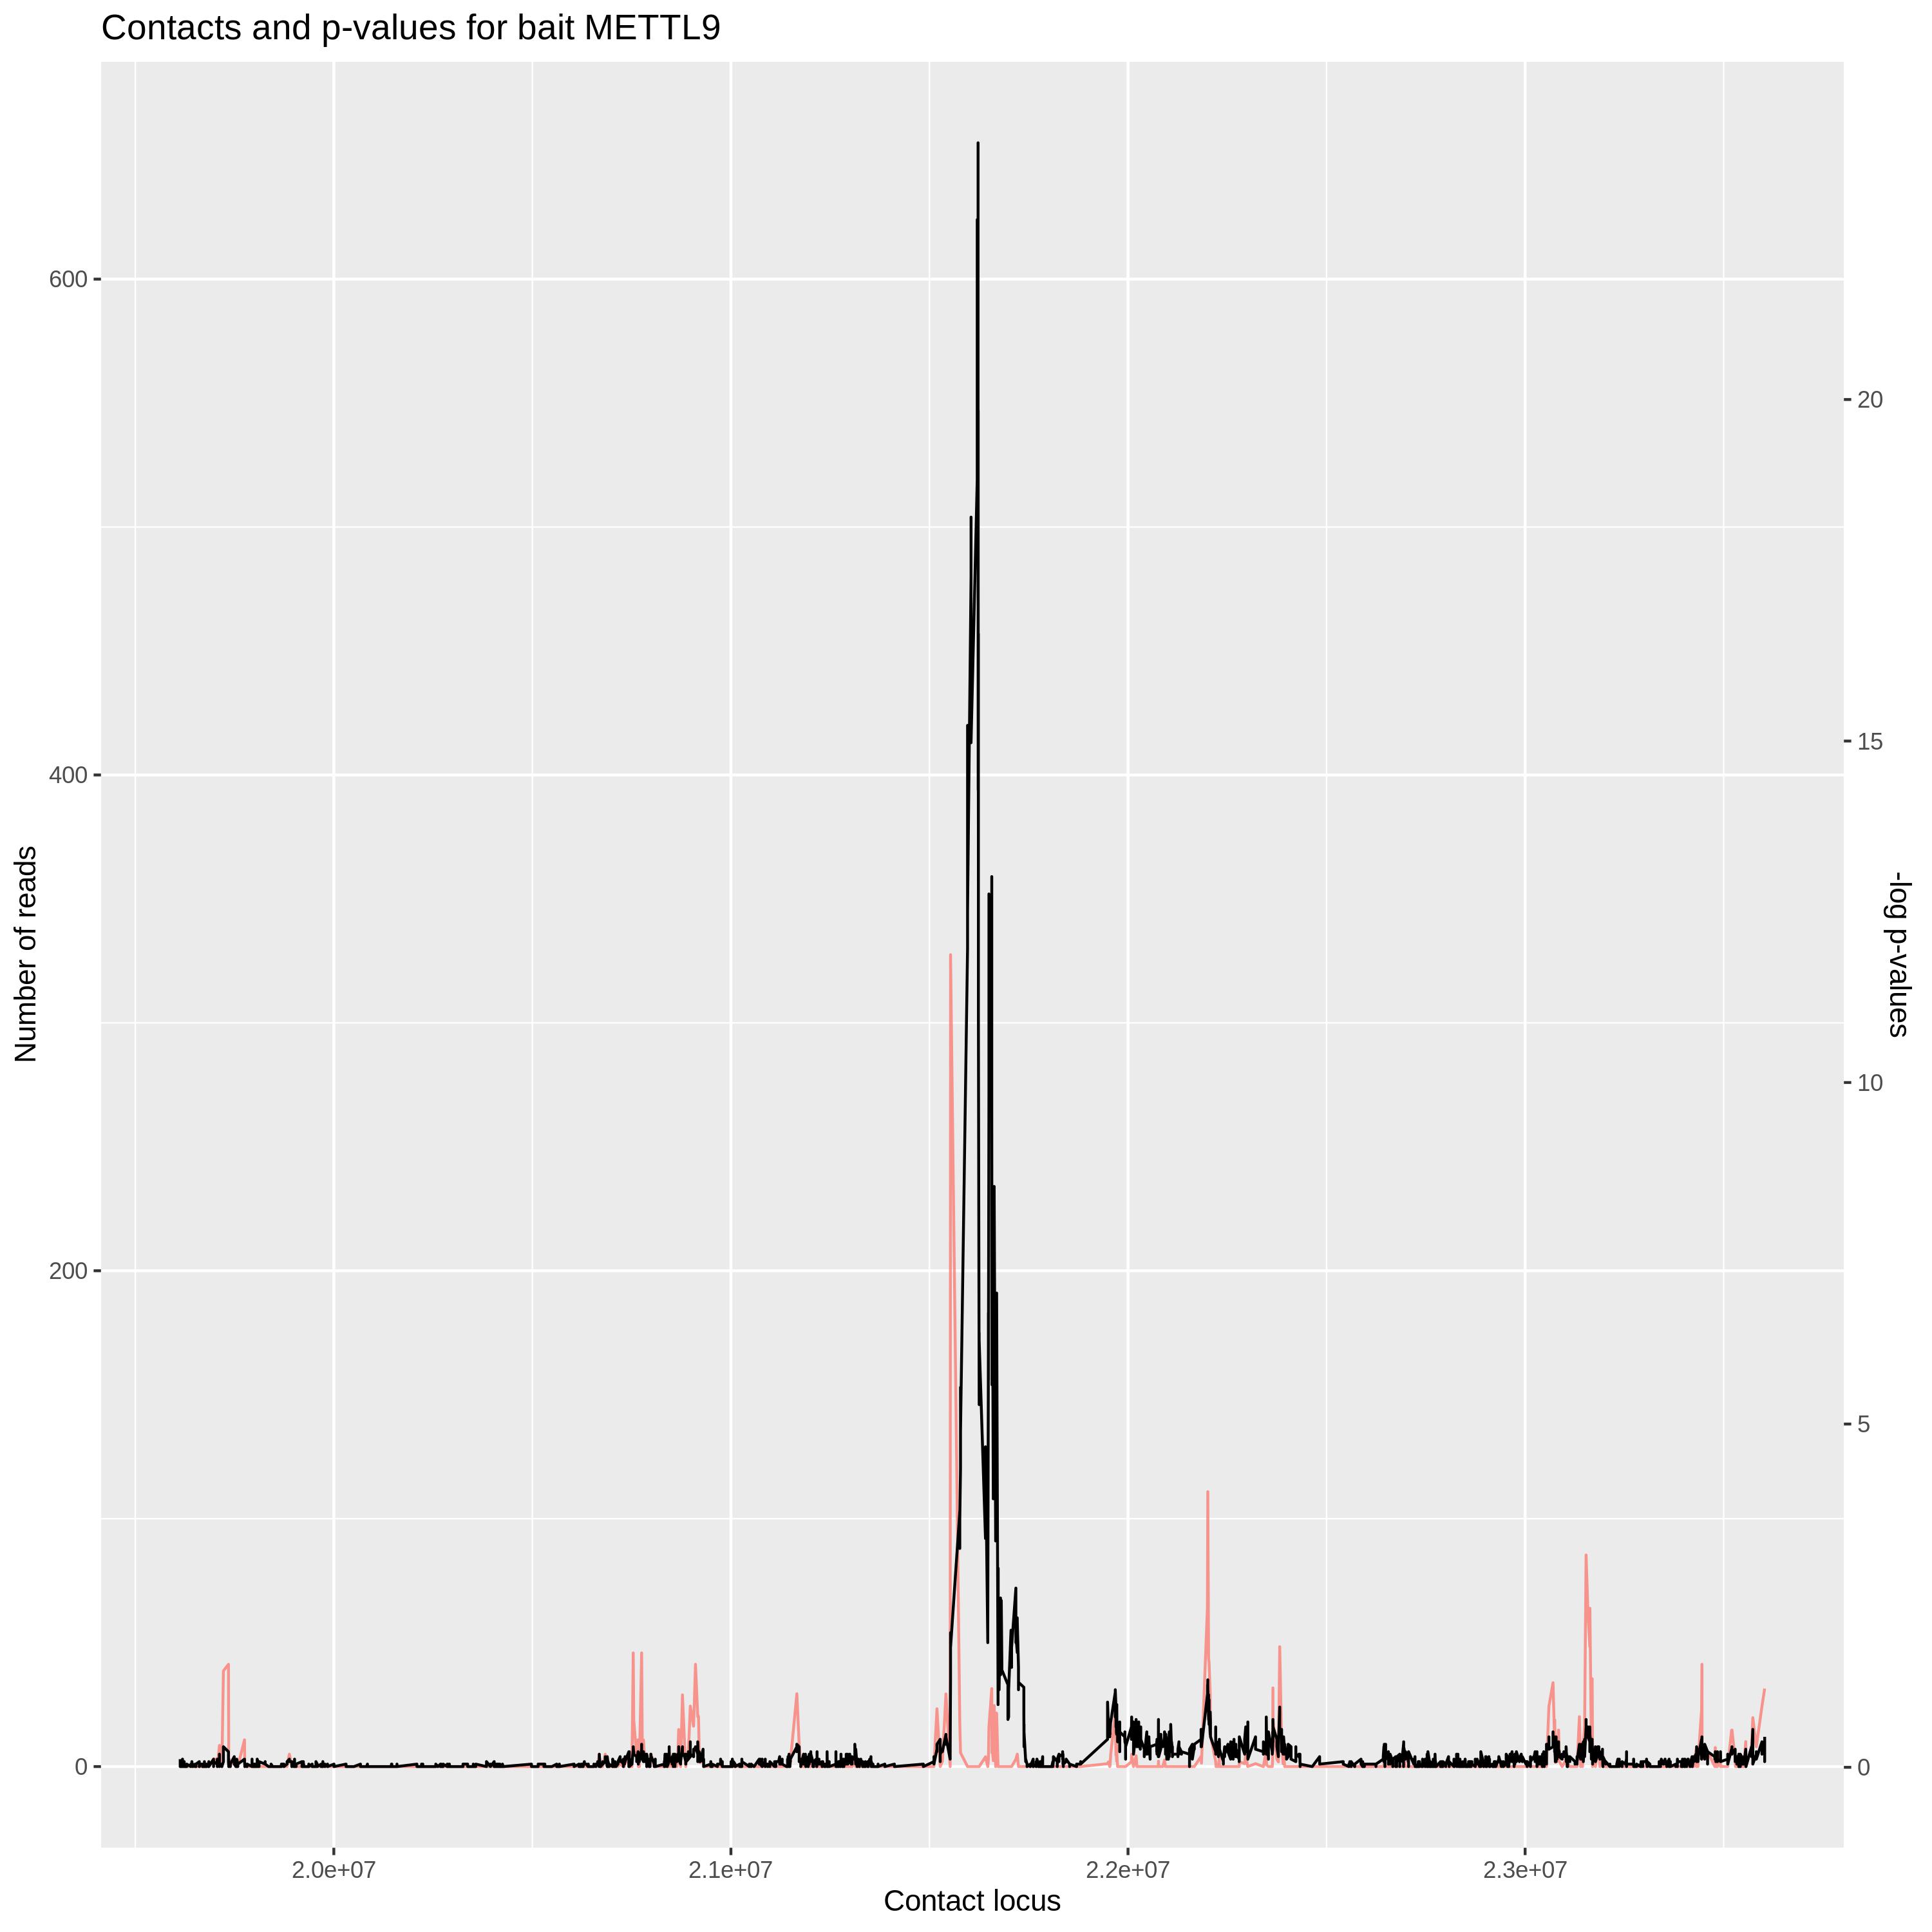 Contacts and p-values for bait METTL9
600
400
200
0
Number of reads
20
15
10
5
0
-log p-values
2.0e+07
2.1e+07
2.2e+07
2.3e+07
Contact locus